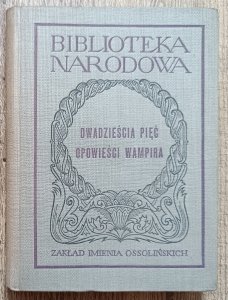 BIBLIOTEKA
NARODOWA
DWADZIEŚCIA PIĘĆ
OPOWIEŚCI WAMPIRA
ZAKŁAD IMIENIA OSSOLIŃSKICH